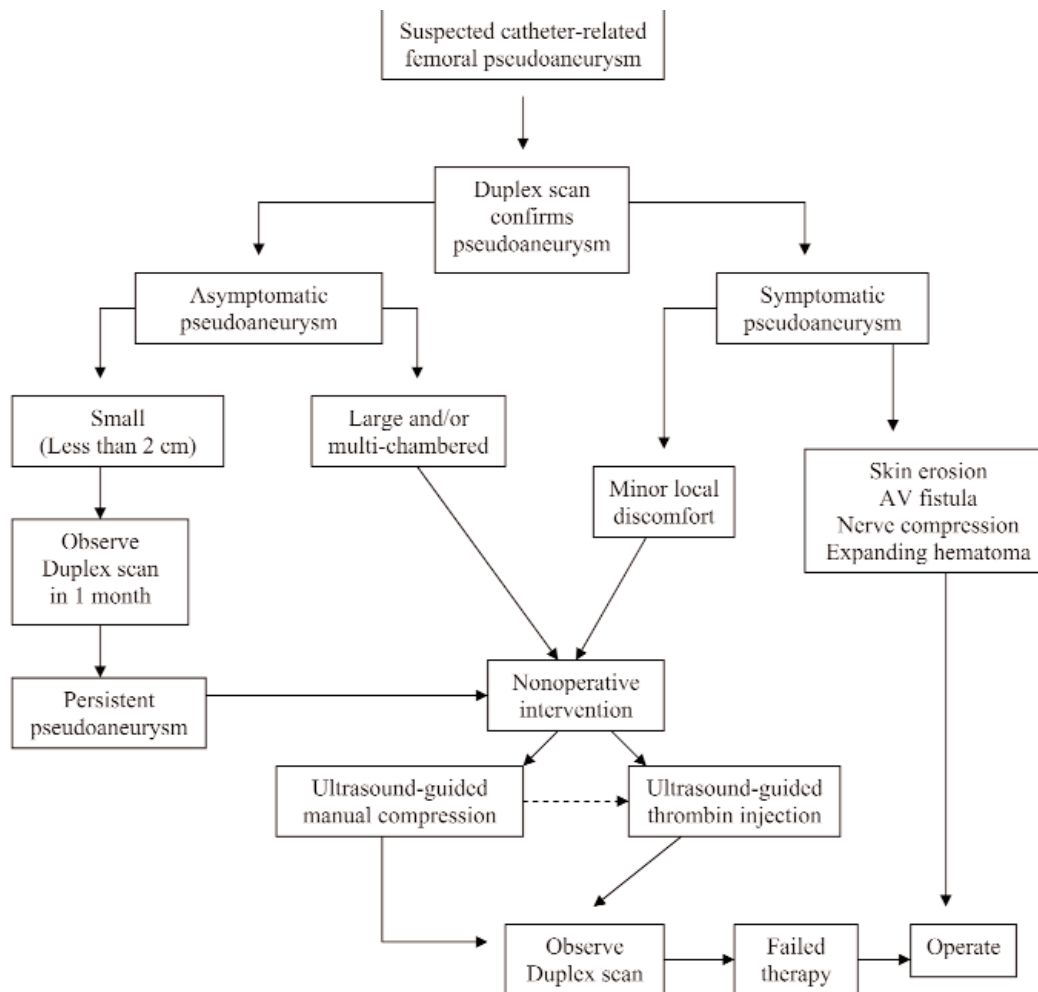 Suspected catheter-related
femoral pseudoaneurysm
Duplex scan
confirms
pseudoaneurysm
Asymptomatic
pseudoaneurysm
Symptomatic
pseudoaneurysm
Small
(Less than 2 cm)
Large and/or
multi-chambered
Minor local
discomfort
Skin erosion
AV fistula
Nerve compression
Expanding hematoma
Observe
Duplex scan
in 1 month
Persistent
pseudoaneurysm
Nonoperative
intervention
Ultrasound-guided
manual compression
Ultrasound-guided
thrombin injection
Observe
Duplex scan
Failed
therapy
Operate